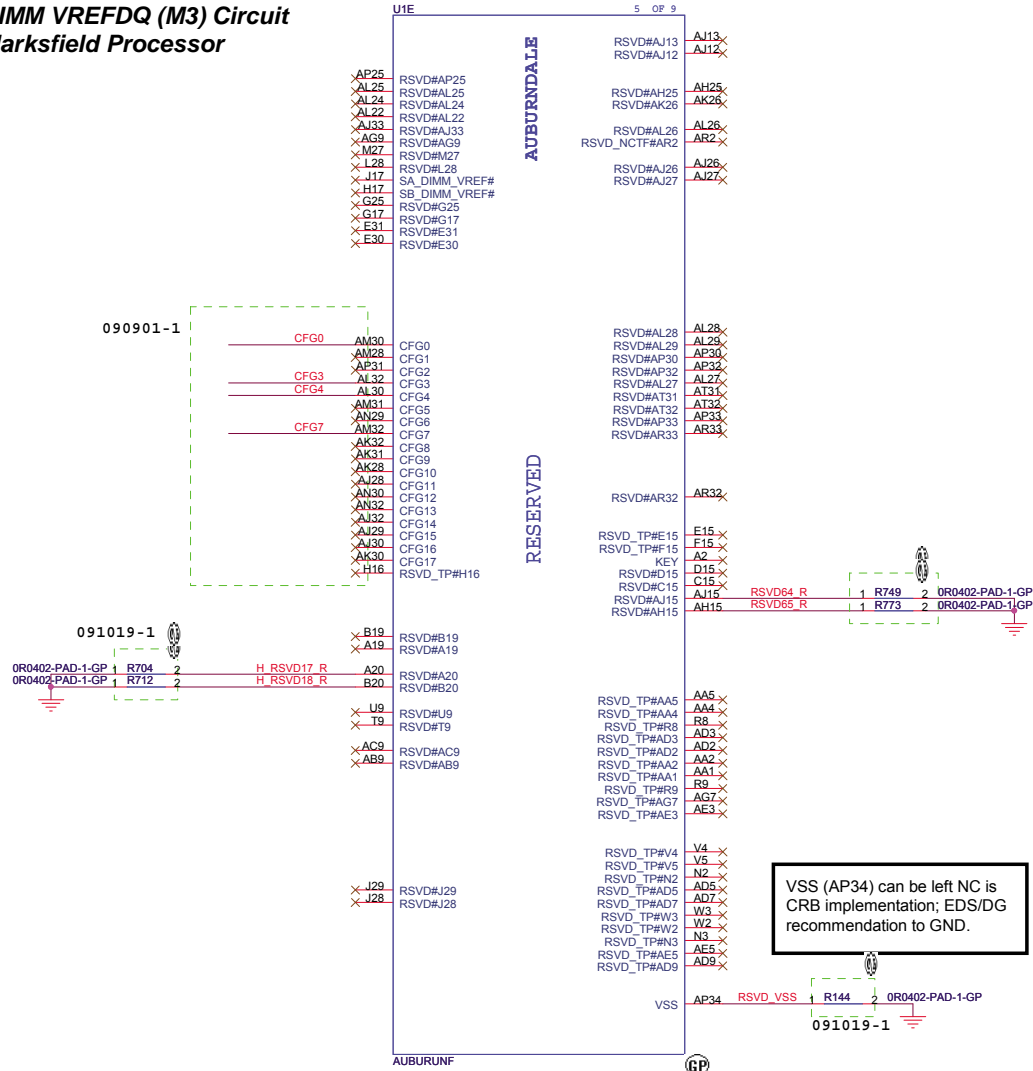 IMM VREFDQ (M3) Circuit
larksfield Processor
U1E
5 OF 9
AUBURNDALE
RESERVED
AP25 RSVD#AP25
AL25 RSVD#AL25
AL24 RSVD#AL24
AL22 RSVD#AL22
AJ33 RSVD#AJ33
AG9 RSVD#AG9
M27 RSVD#M27
L28 RSVD#L28
J17 SA_DIMM_VREF#
H17 SB_DIMM_VREF#
G25 RSVD#G25
G17 RSVD#G17
E31 RSVD#E31
E30 RSVD#E30
090901-1
CFG0 AM30 CFG0
AM28 CFG1
AP31 CFG2
CFG3 AL32 CFG3
CFG4 AL30 CFG4
AM31 CFG5
AN29 CFG6
CFG7 AM32 CFG7
AK32 CFG8
AK31 CFG9
AK28 CFG10
AJ28 CFG11
AN30 CFG12
AN32 CFG13
AJ32 CFG14
AJ29 CFG15
AJ30 CFG16
AK30 CFG17
H16 RSVD_TP#H16
091019-1
B19 RSVD#B19
A19 RSVD#A19
0R0402-PAD-1-GP 1 R704 2 H_RSVD17_R A20 RSVD#A20
0R0402-PAD-1-GP 1 R712 2 H_RSVD18_R B20 RSVD#B20
U9 RSVD#U9
T9 RSVD#T9
AC9 RSVD#AC9
AB9 RSVD#AB9
J29 RSVD#J29
J28 RSVD#J28
RSVD#AJ13 AJ13
RSVD#AJ12 AJ12
RSVD#AH25 AH25
RSVD#AK26 AK26
RSVD#AL26 AL26
RSVD_NCTF#AR2 AR2
RSVD#AJ26 AJ26
RSVD#AJ27 AJ27
RSVD#AL28 AL28
RSVD#AL29 AL29
RSVD#AP30 AP30
RSVD#AP32 AP32
RSVD#AL27 AL27
RSVD#AT31 AT31
RSVD#AT32 AT32
RSVD#AP33 AP33
RSVD#AR33 AR33
RSVD#AR32 AR32
RSVD_TP#E15 E15
RSVD_TP#F15 F15
KEY A2
RSVD#D15 D15
RSVD#C15 C15
RSVD#AJ15 AJ15 RSVD64_R 1 R749 2 0R0402-PAD-1-GP
RSVD#AH15 AH15 RSVD65_R 1 R773 2 0R0402-PAD-1-GP
RSVD_TP#AA5 AA5
RSVD_TP#AA4 AA4
RSVD_TP#R8 R8
RSVD_TP#AD3 AD3
RSVD_TP#AD2 AD2
RSVD_TP#AA2 AA2
RSVD_TP#AA1 AA1
RSVD_TP#R9 R9
RSVD_TP#AG7 AG7
RSVD_TP#AE3 AE3
RSVD_TP#V4 V4
RSVD_TP#V5 V5
RSVD_TP#N2 N2
RSVD_TP#AD5 AD5
RSVD_TP#AD7 AD7
RSVD_TP#W3 W3
RSVD_TP#W2 W2
RSVD_TP#N3 N3
RSVD_TP#AE5 AE5
RSVD_TP#AD9 AD9
VSS (AP34) can be left NC is
CRB implementation; EDS/DG
recommendation to GND.
VSS AP34 RSVD_VSS 1 R144 2 0R0402-PAD-1-GP
091019-1
AUBURUNF
GP